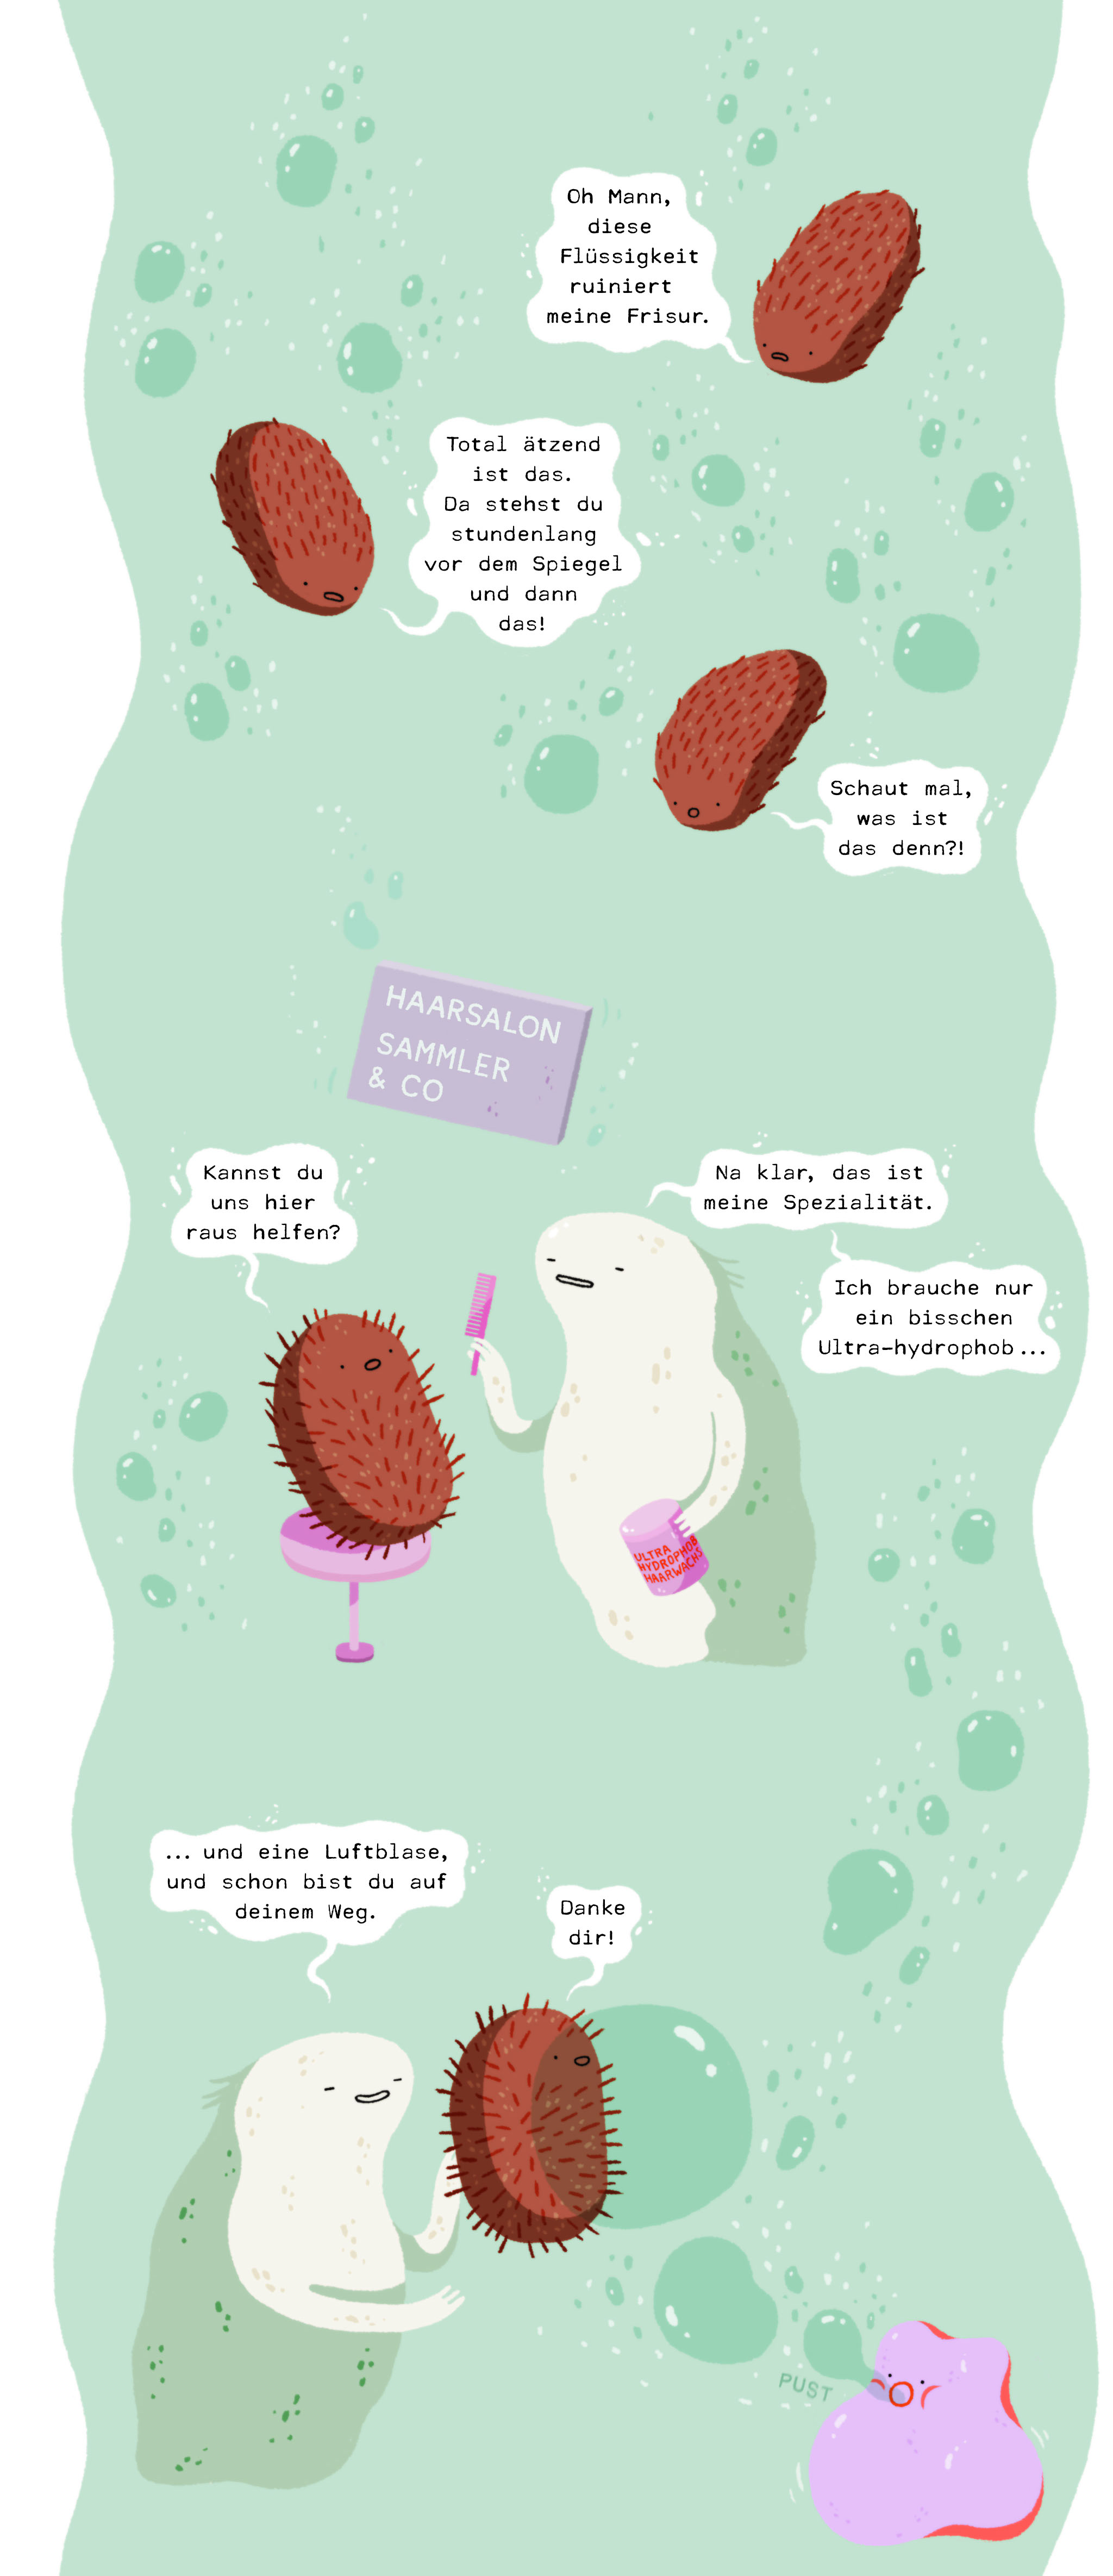 Oh Mann,
diese
Flüssigkeit
ruiniert
meine Frisur.
Total ätzend
ist das.
Da stehst du
stundenlang
vor dem Spiegel
und dann
das!
Schaut mal,
was ist
das denn?!
HAARSALON
SAMMLER
& CO
Kannst du
uns hier
raus helfen?
Na klar, das ist
meine Spezialität.
Ich brauche nur
ein bisschen
Ultra-hydrophob...
ULTRA
HYDROPHOB
HAARWACHS
... und eine Luftblase,
und schon bist du auf
deinem Weg.
Danke
dir!
PUST